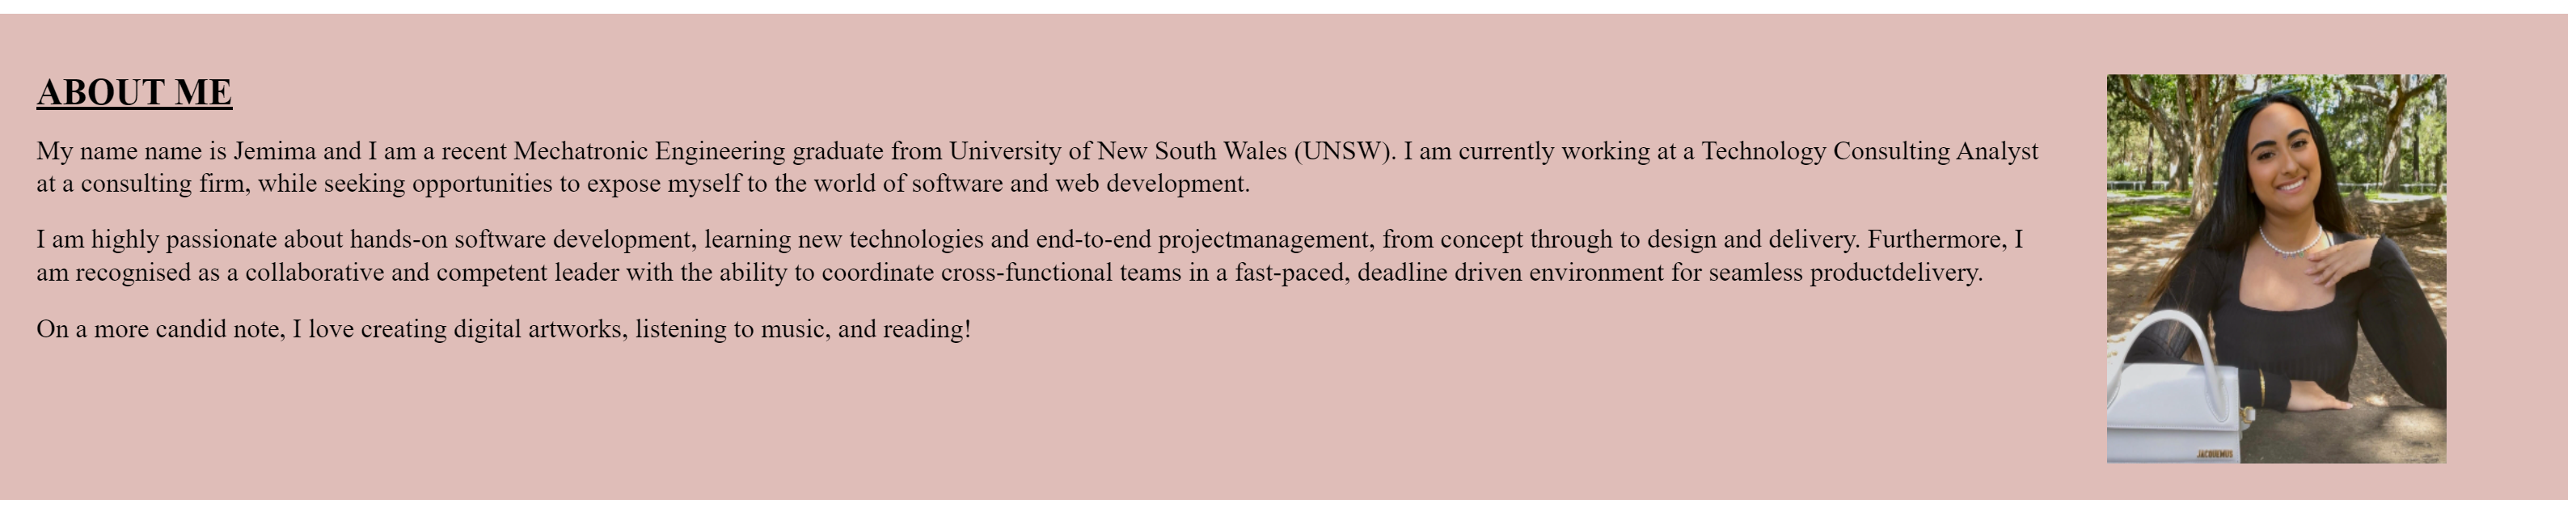 ABOUT ME
My name name is Jemima and I am a recent Mechatronic Engineering graduate from University of New South Wales (UNSW). I am currently working at a Technology Consulting Analyst
at a consulting firm, while seeking opportunities to expose myself to the world of software and web development.
I am highly passionate about hands-on software development, learning new technologies and end-to-end projectmanagement, from concept through to design and delivery. Furthermore, I
am recognised as a collaborative and competent leader with the ability to coordinate cross-functional teams in a fast-paced, deadline driven environment for seamless productdelivery.
On a more candid note, I love creating digital artworks, listening to music, and reading!
JACQUEMUS